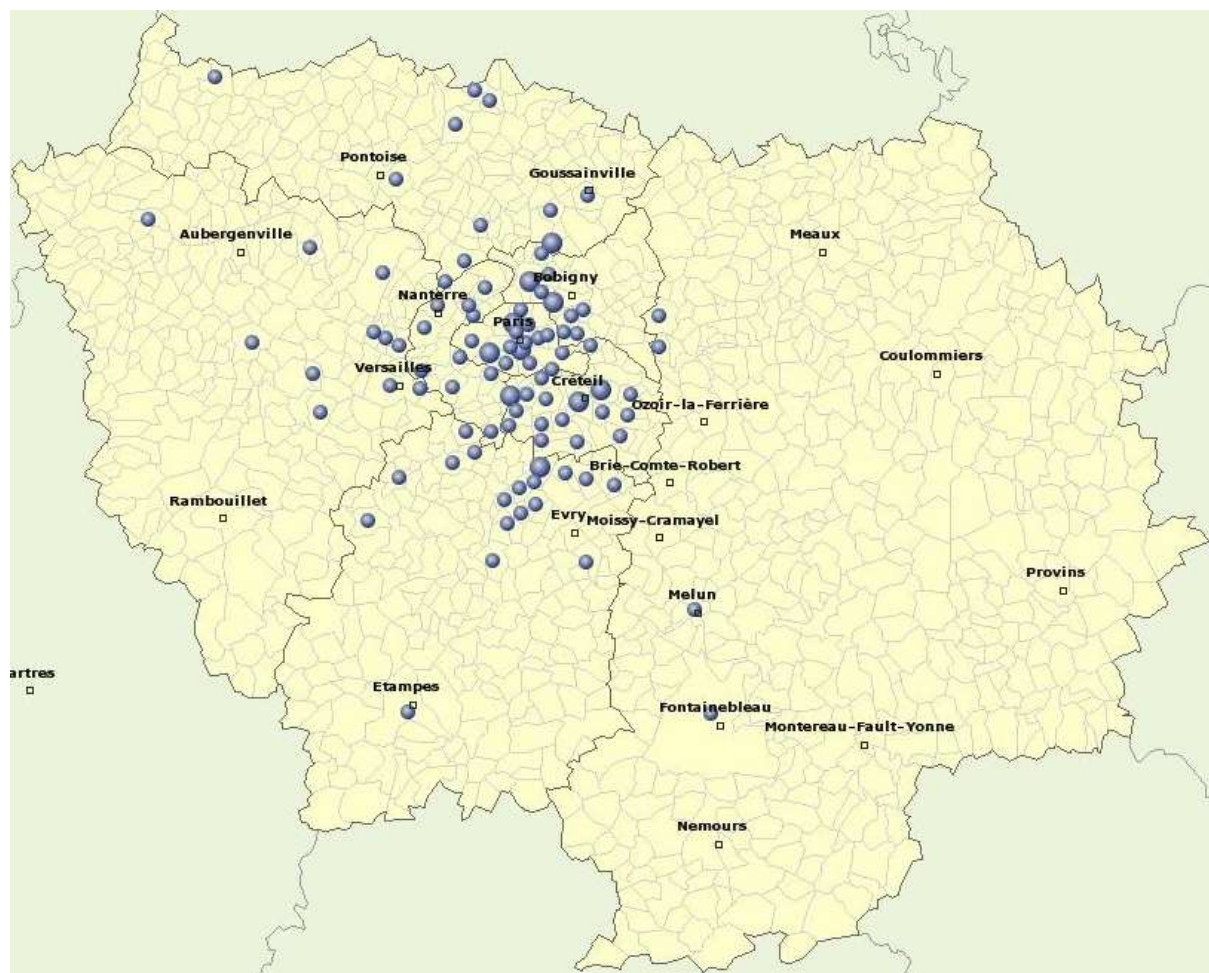 Pontoise
Goussainville
Aubergenville
Meaux
Bobigny
Nanterre
Paris
Coulommiers
Versailles
Créteil
Ozoir-la-Ferrière
Brie-Comte-Robert
Rambouillet
Evry
Moissy-Cramayel
Provins
Melun
artres
Etampes
Fontainebleau
Montereau-Fault-Yonne
Nemours